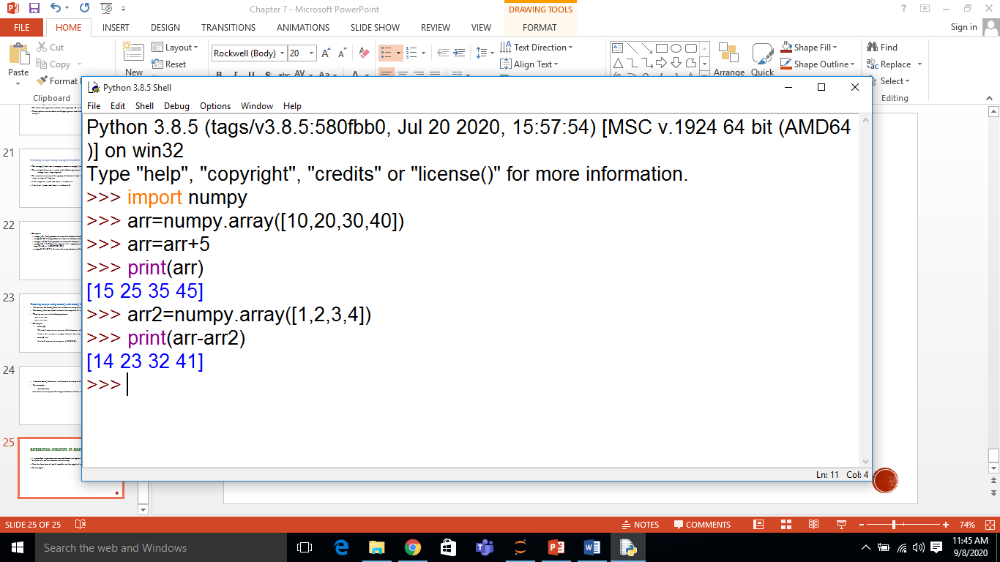 Chapter 7 - Microsoft PowerPoint
DRAWING TOOLS
FILE HOME INSERT DESIGN TRANSITIONS ANIMATIONS SLIDE SHOW REVIEW VIEW FORMAT
Sign in
Paste
Cut
Copy
Format
Clipboard
New
Layout
Reset
Rockwell (Body) 20
Text Direction
Align Text
Arrange
Quick
Shape Fill
Shape Outline
Find
Replace
Select
Editing
Python 3.8.5 Shell
File Edit Shell Debug Options Window Help
Python 3.8.5 (tags/v3.8.5:580fbb0, Jul 20 2020, 15:57:54) [MSC v.1924 64 bit (AMD64
)] on win32
Type "help", "copyright", "credits" or "license()" for more information.
>>> import numpy
>>> arr=numpy.array([10,20,30,40])
>>> arr=arr+5
>>> print(arr)
[15 25 35 45]
>>> arr2=numpy.array([1,2,3,4])
>>> print(arr-arr2)
[14 23 32 41]
>>>
Ln: 11 Col: 4
21
22
23
24
25
SLIDE 25 OF 25
NOTES
COMMENTS
74%
Search the web and Windows
11:45 AM
9/8/2020